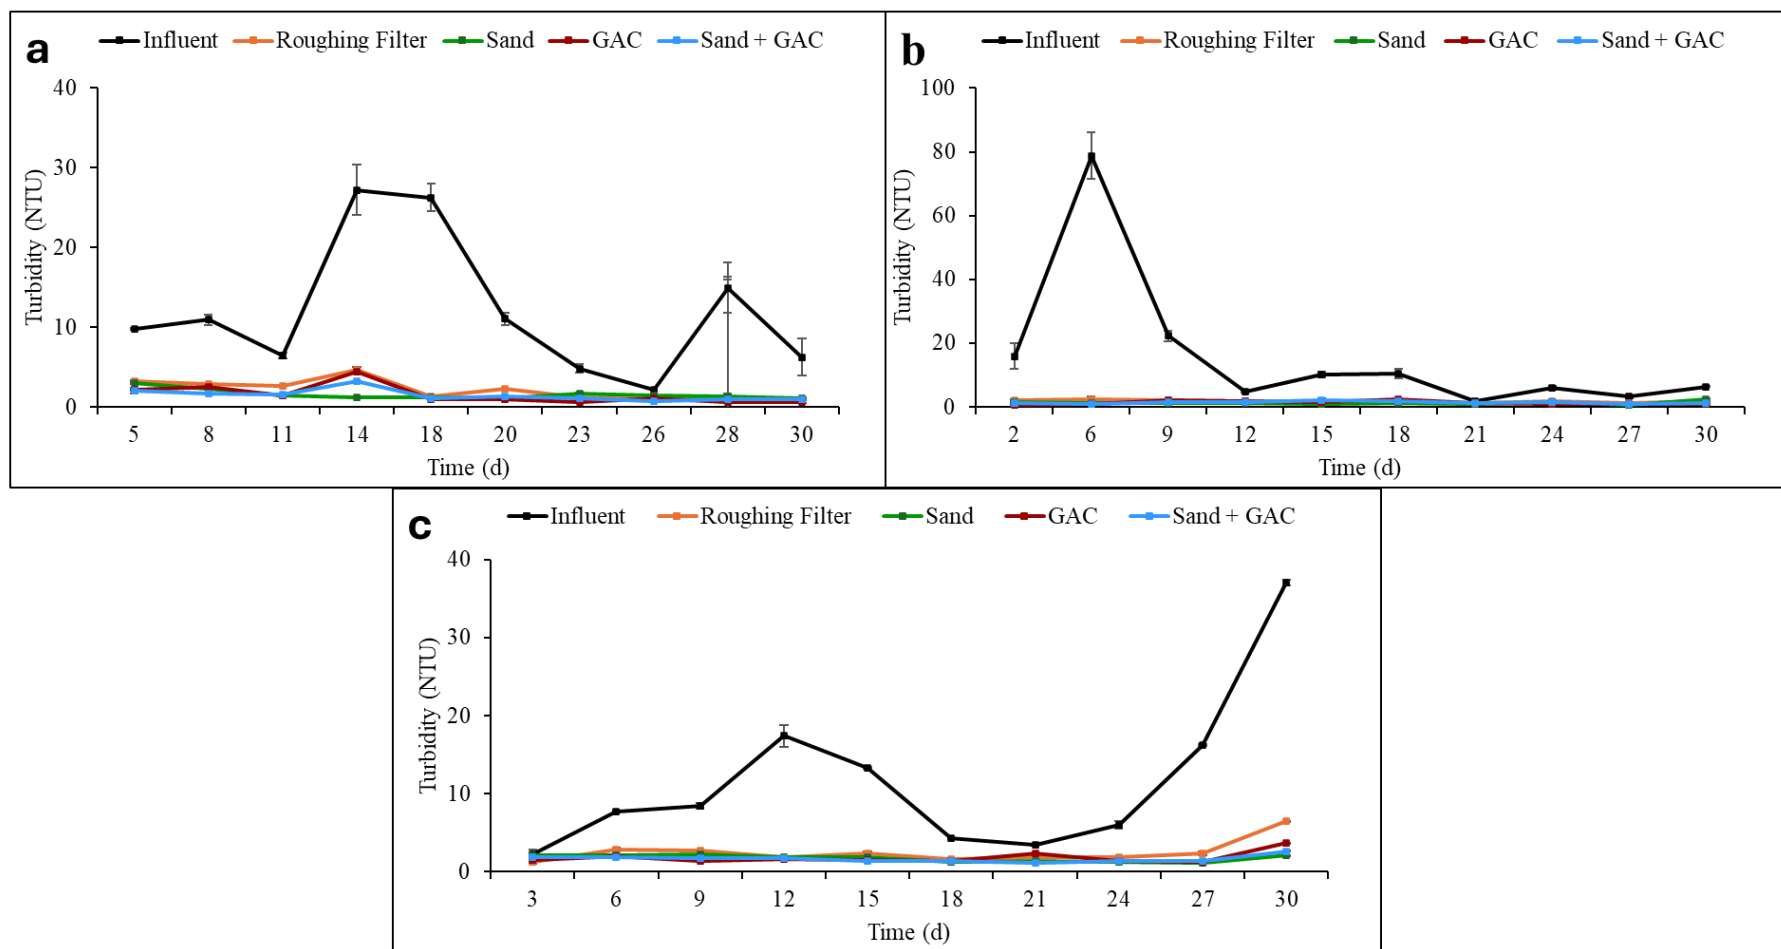 a
Influent Roughing Filter Sand GAC Sand + GAC
40
30
20
10
0
Turbidity (NTU)
5 8 11 14 18 20 23 26 28 30
Time (d)
b
Influent Roughing Filter Sand GAC Sand + GAC
100
80
60
40
20
0
Turbidity (NTU)
2 6 9 12 15 18 21 24 27 30
Time (d)
c
Influent Roughing Filter Sand GAC Sand + GAC
40
30
20
10
0
Turbidity (NTU)
3 6 9 12 15 18 21 24 27 30
Time (d)